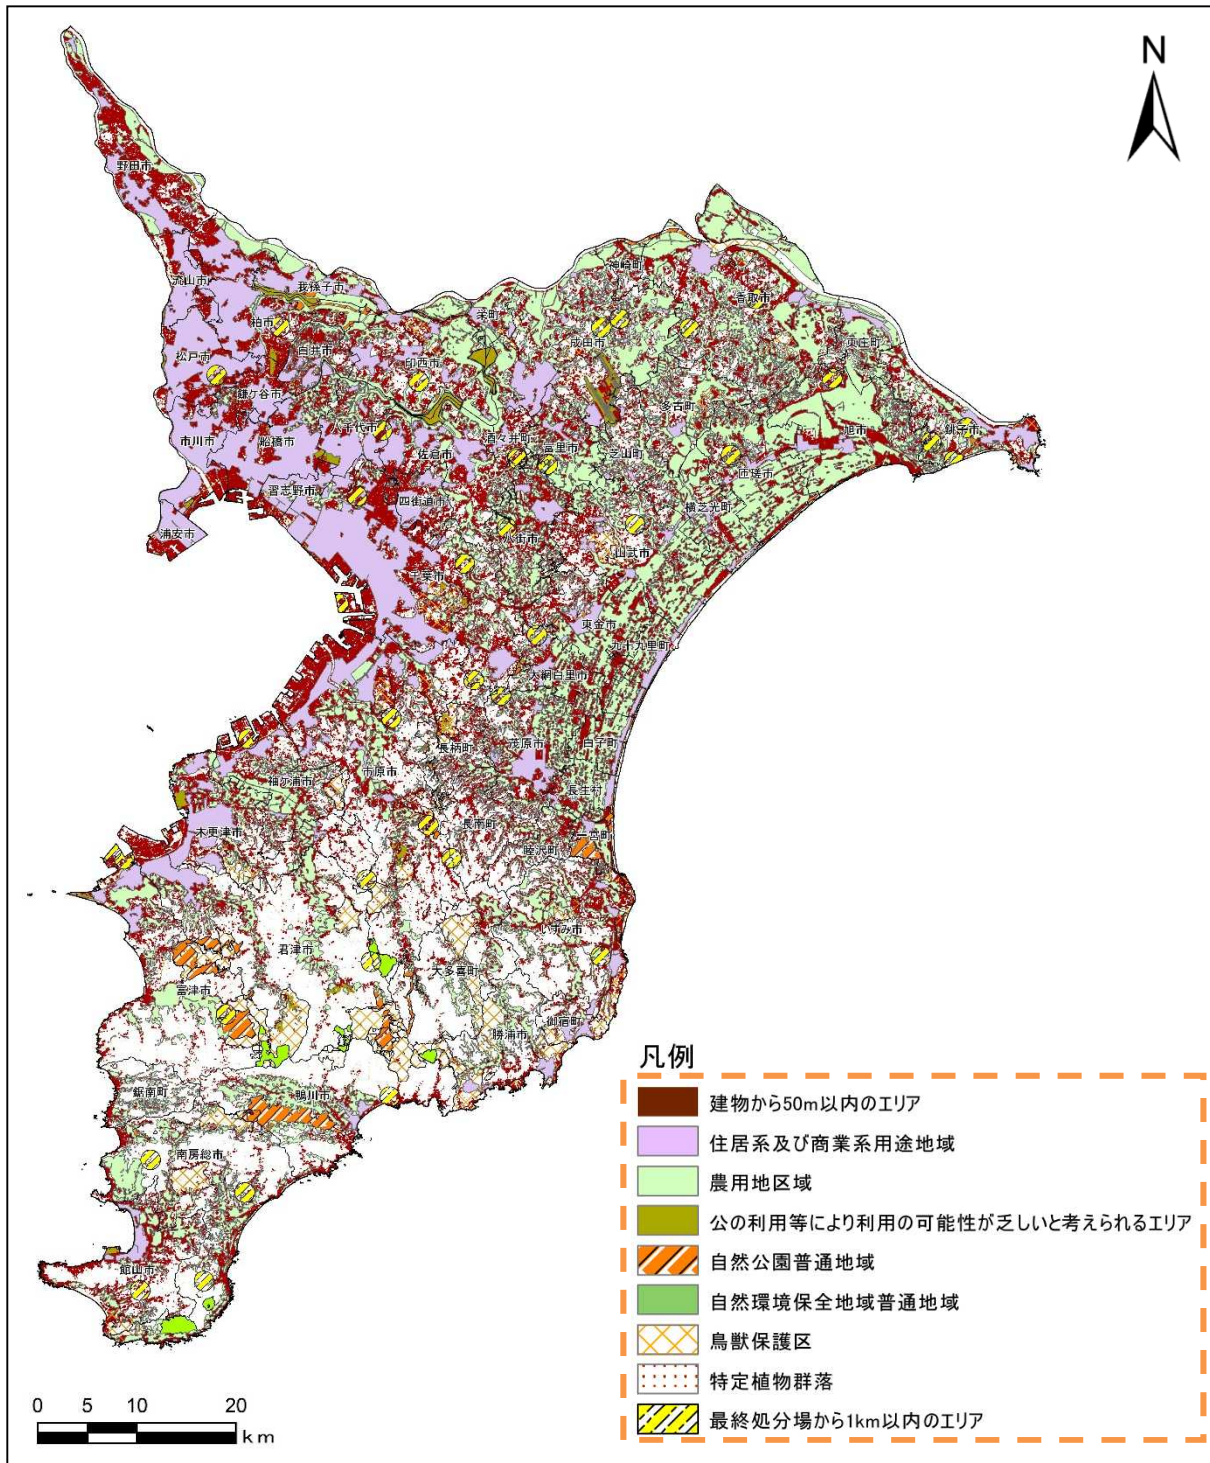 N
野田市
流山市
我孫子市
柏市
松戸市
白井市
鎌ケ谷市
印西市
栄町
神崎町
成田市
香取市
東庄町
多古町
市川市
船橋市
八千代市
佐倉市
酒々井町
富里市
芝山町
旭市
銚子市
匝瑳市
横芝光町
習志野市
四街道市
浦安市
八街市
山武市
千葉市
東金市
九十九里町
大網白里市
長柄町
茂原市
白子町
市原市
袖ケ浦市
長生村
木更津市
長南町
一宮町
睦沢町
いすみ市
君津市
大多喜町
富津市
御宿町
勝浦市
鋸南町
鴨川市
南房総市
館山市
凡例
建物から50m以内のエリア
住居系及び商業系用途地域
農用地区域
公の利用等により利用の可能性が乏しいと考えられるエリア
自然公園普通地域
自然環境保全地域普通地域
鳥獣保護区
特定植物群落
最終処分場から1km以内のエリア
0 5 10 20
km